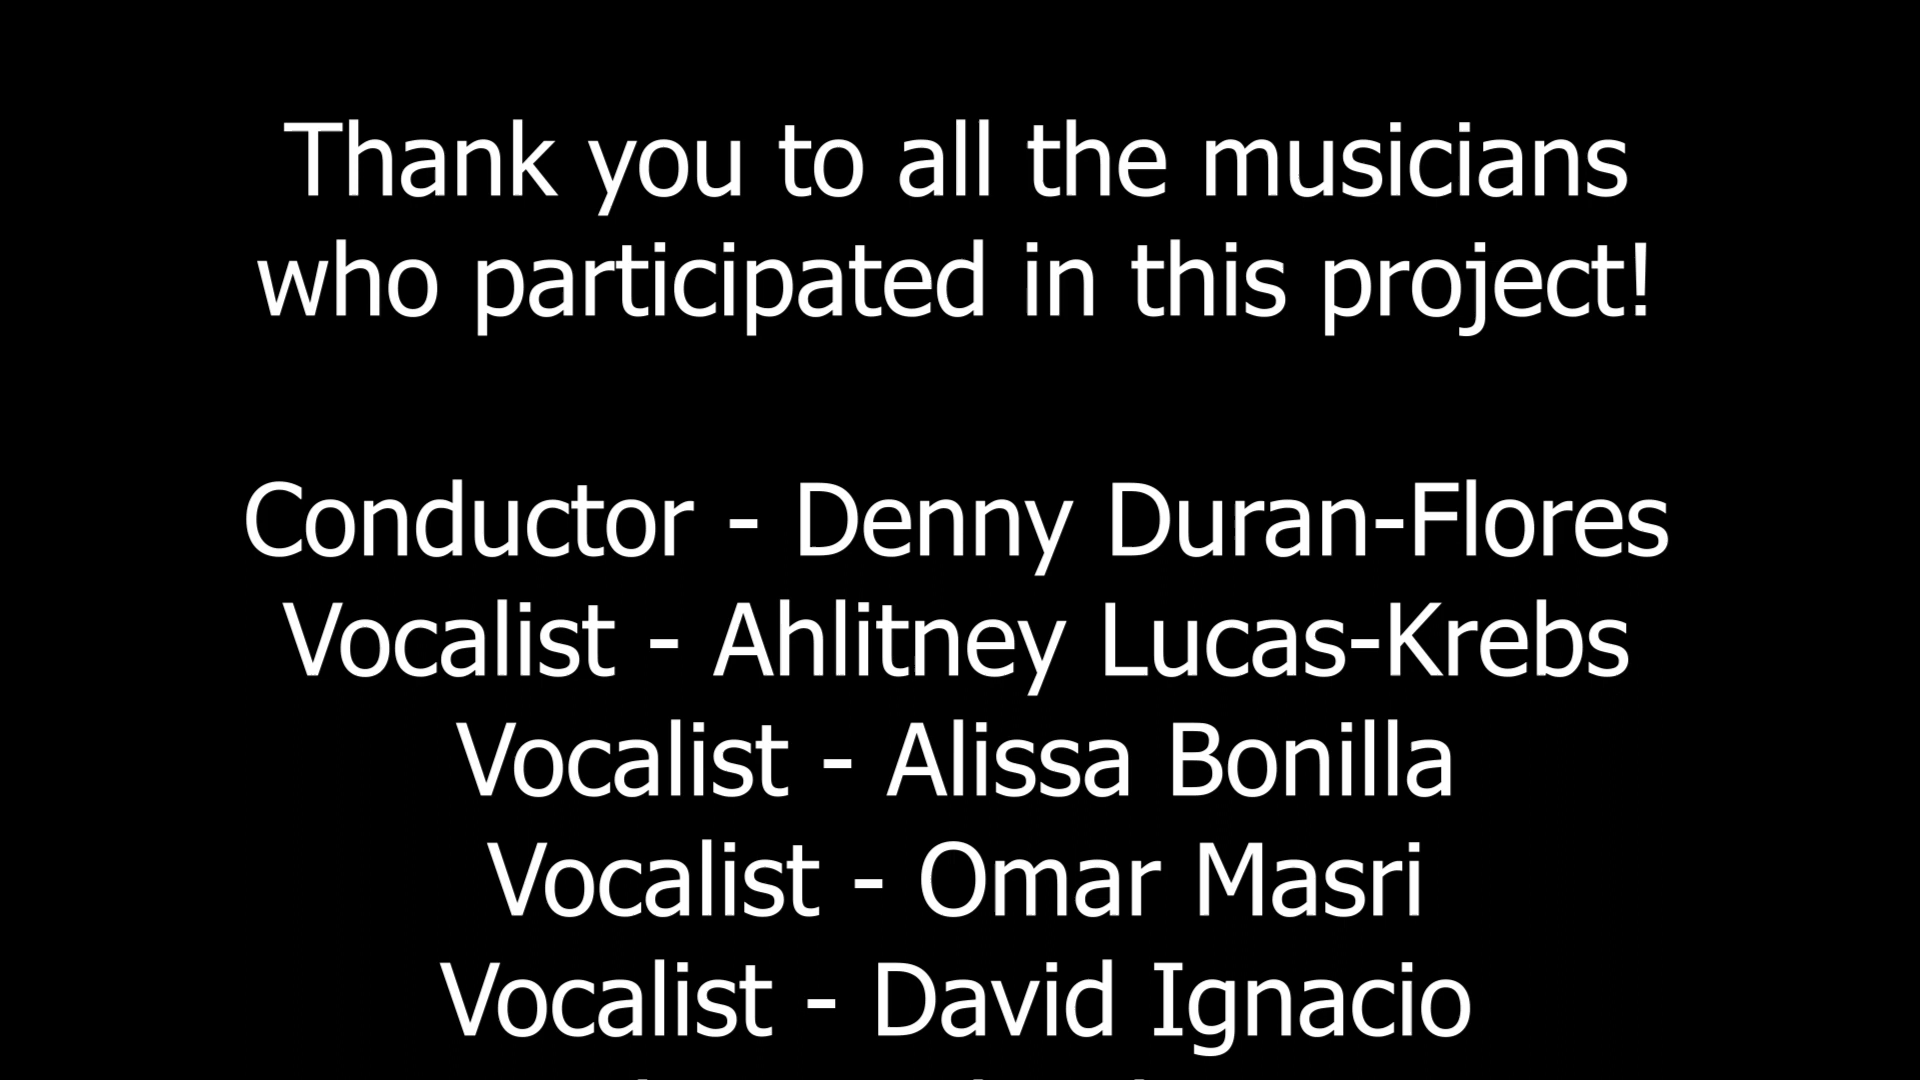 Thank you to all the musicians
who participated in this project!
Conductor - Denny Duran-Flores
Vocalist - Ahlitney Lucas-Krebs
Vocalist - Alissa Bonilla
Vocalist - Omar Masri
Vocalist - David Ignacio